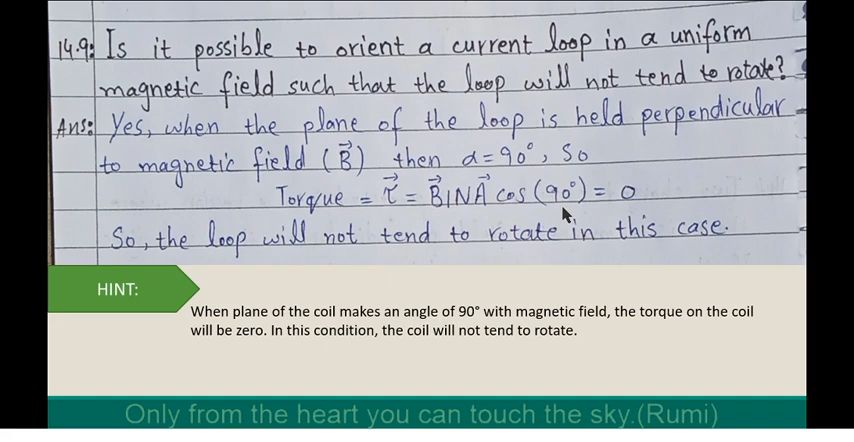 14.9: Is it possible to orient a current loop in a uniform
magnetic field such that the loop will not tend to rotate?
Ans: Yes, when the plane of the loop is held perpendicular
to magnetic field (B⃗) then α=90°, So
Torque = τ⃗ = B⃗INA⃗ cos(90°) = 0
So, the loop will not tend to rotate in this case.
HINT:
When plane of the coil makes an angle of 90° with magnetic field, the torque on the coil
will be zero. In this condition, the coil will not tend to rotate.
Only from the heart you can touch the sky.(Rumi)